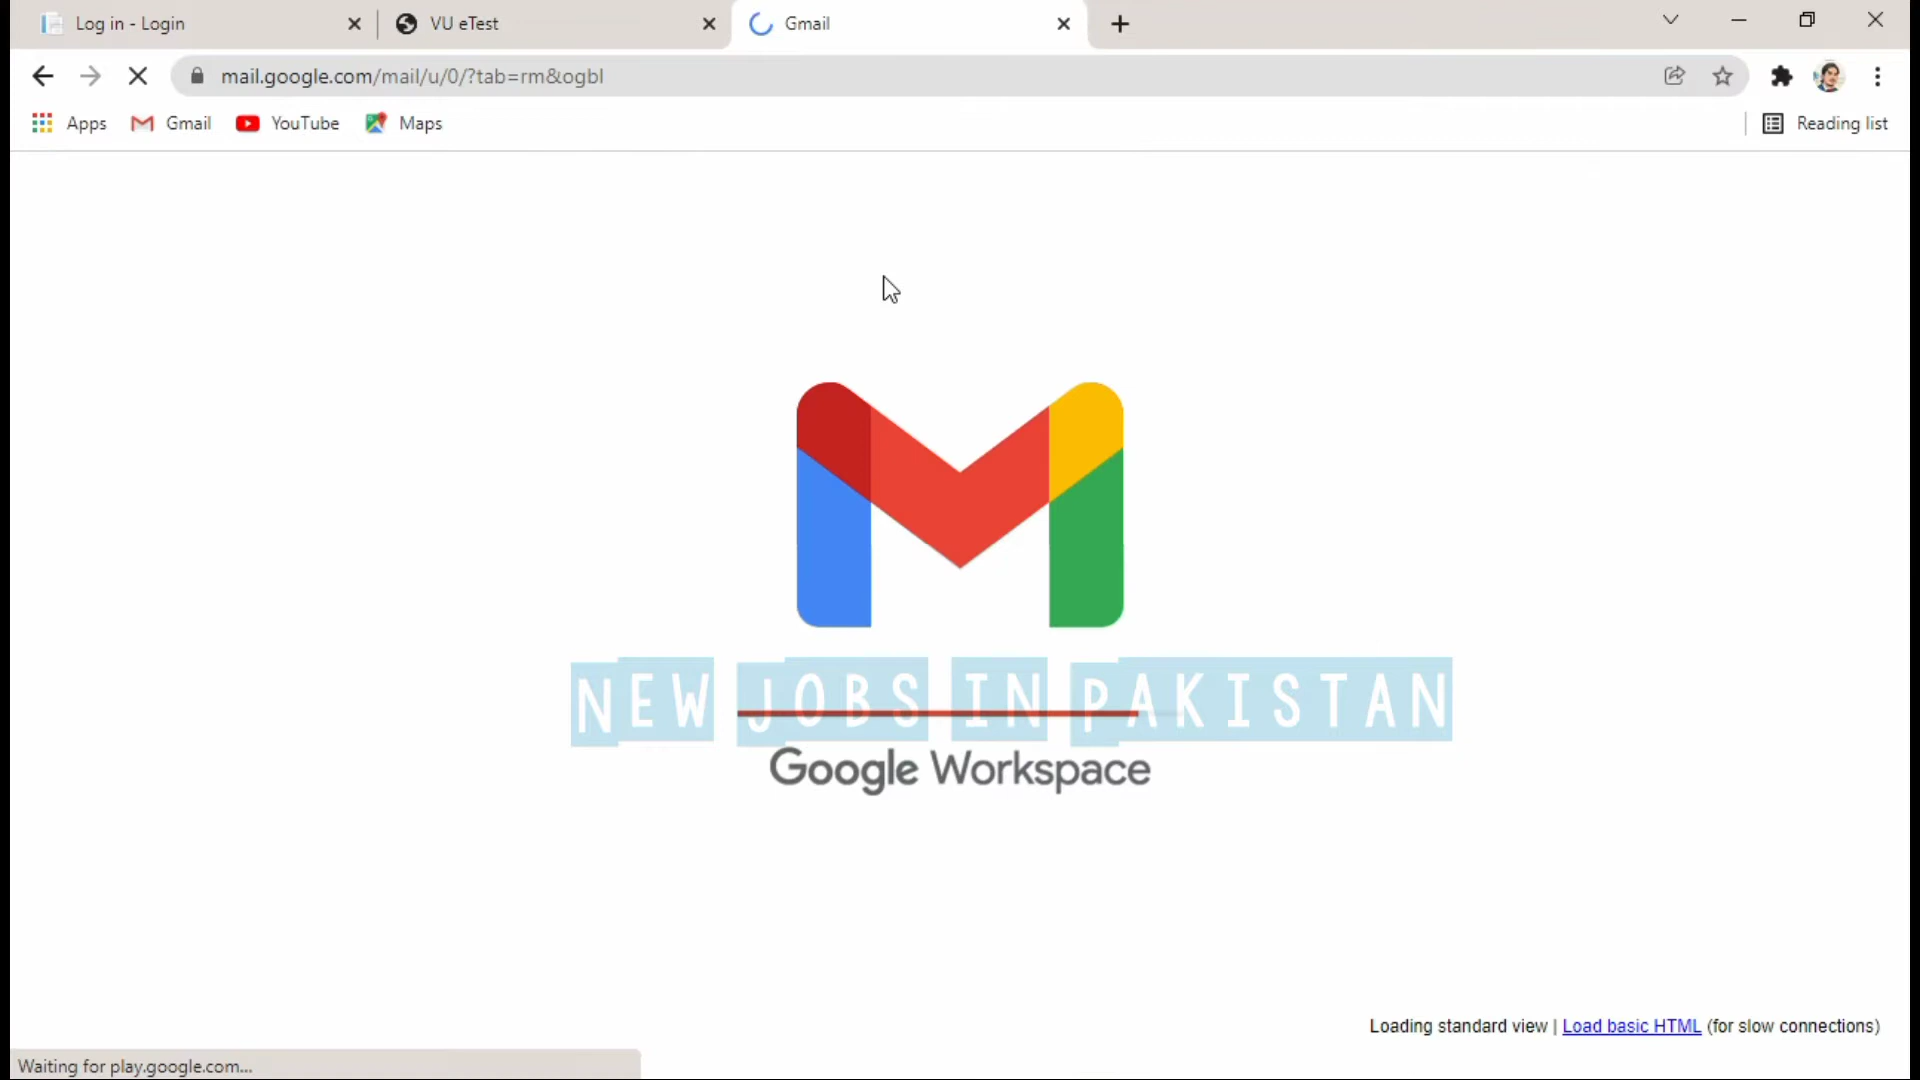 Log in - Login
VU eTest
Gmail
mail.google.com/mail/u/0/?tab=rm&ogbl
Apps
Gmail
YouTube
Maps
Reading list
NEW JOBS IN PAKISTAN
Google Workspace
Loading standard view | Load basic HTML (for slow connections)
Waiting for play.google.com...